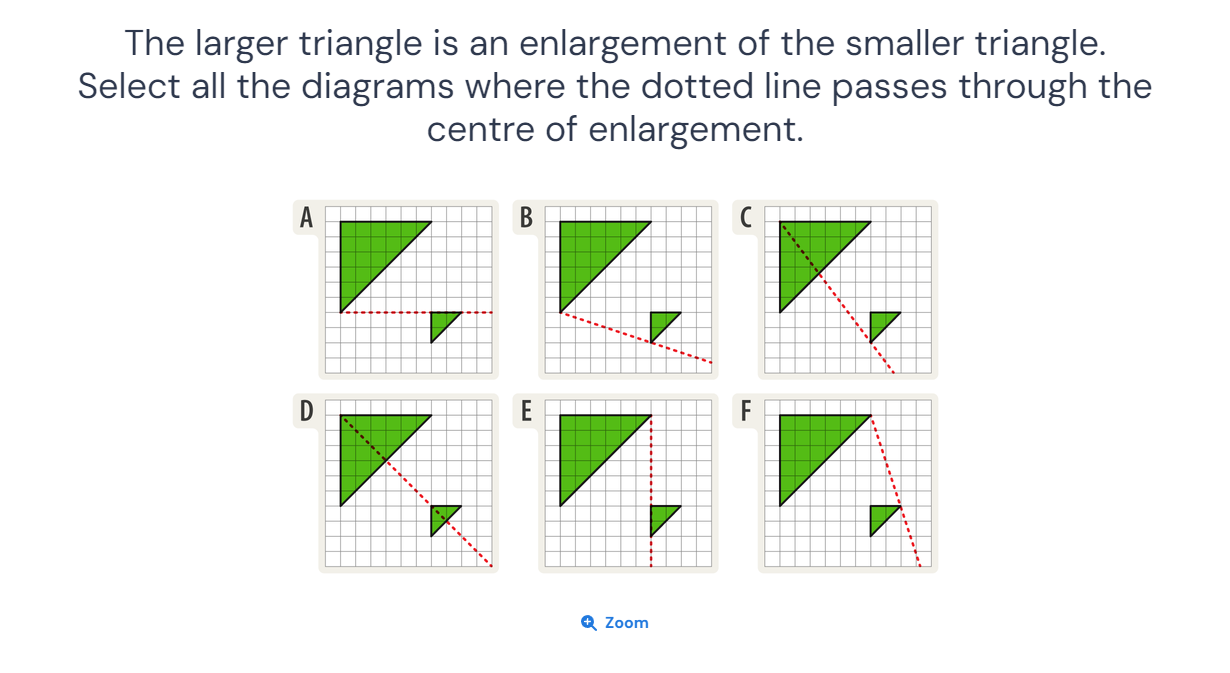 The larger triangle is an enlargement of the smaller triangle.
Select all the diagrams where the dotted line passes through the
centre of enlargement.
A
B
C
D
E
F
Zoom